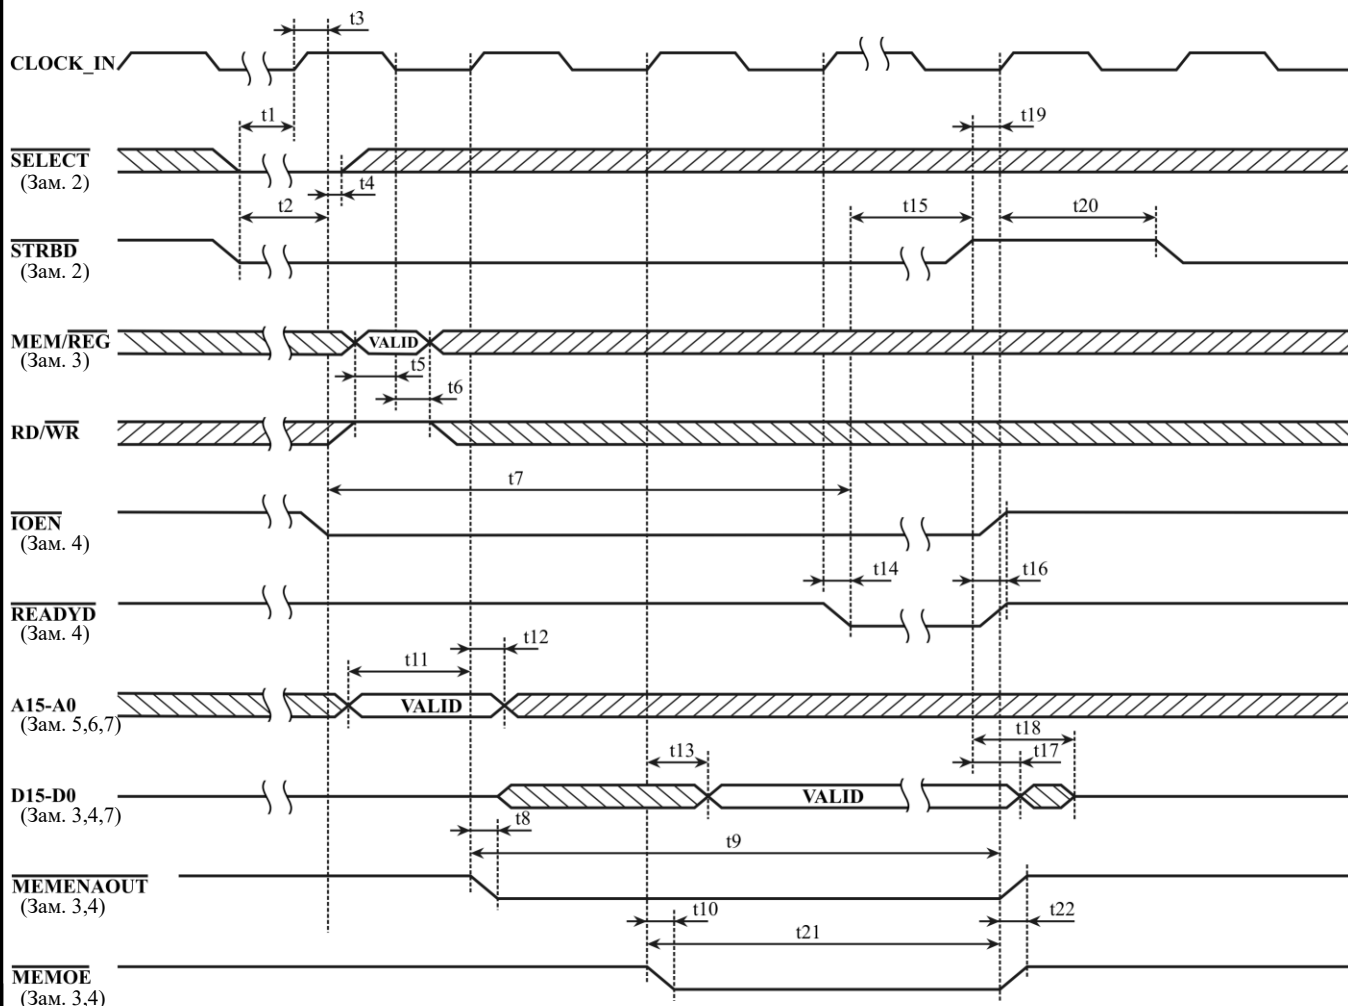 t3
CLOCK_IN
t1
t19
SELECT
(Зам. 2)
t4
t2
t15
t20
STRBD
(Зам. 2)
MEM/REG
VALID
(Зам. 3)
t5
t6
RD/WR
t7
IOEN
(Зам. 4)
t14
t16
READYD
(Зам. 4)
t12
t11
A15-A0
VALID
(Зам. 5,6,7)
t18
t13
t17
D15-D0
VALID
(Зам. 3,4,7)
t8
t9
MEMENAOUT
(Зам. 3,4)
t10
t22
t21
MEMOE
(Зам. 3,4)